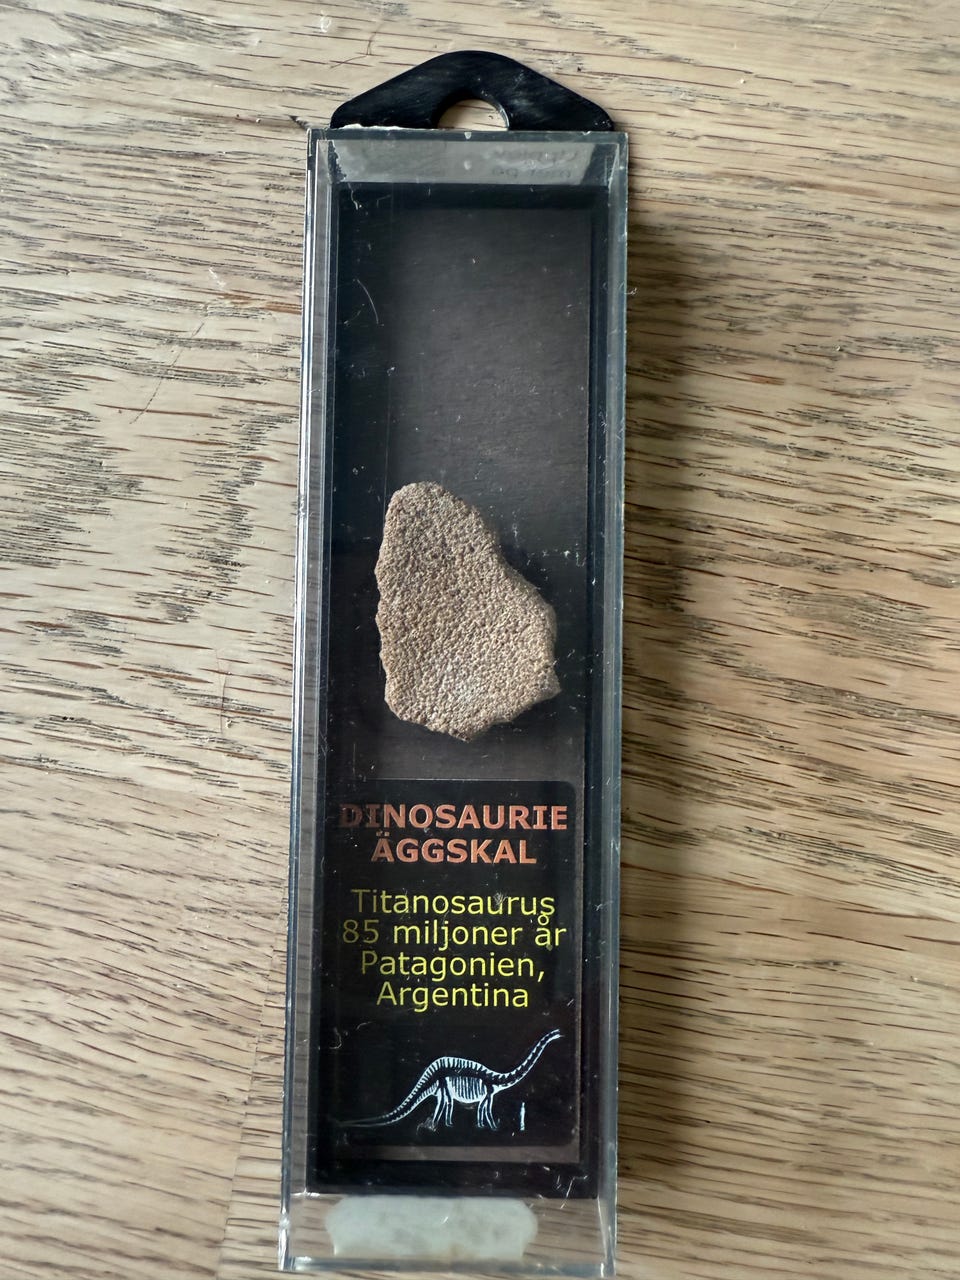 DINOSAURIE
ÄGGSKAL
Titanosaurus
85 miljoner år
Patagonien,
Argentina